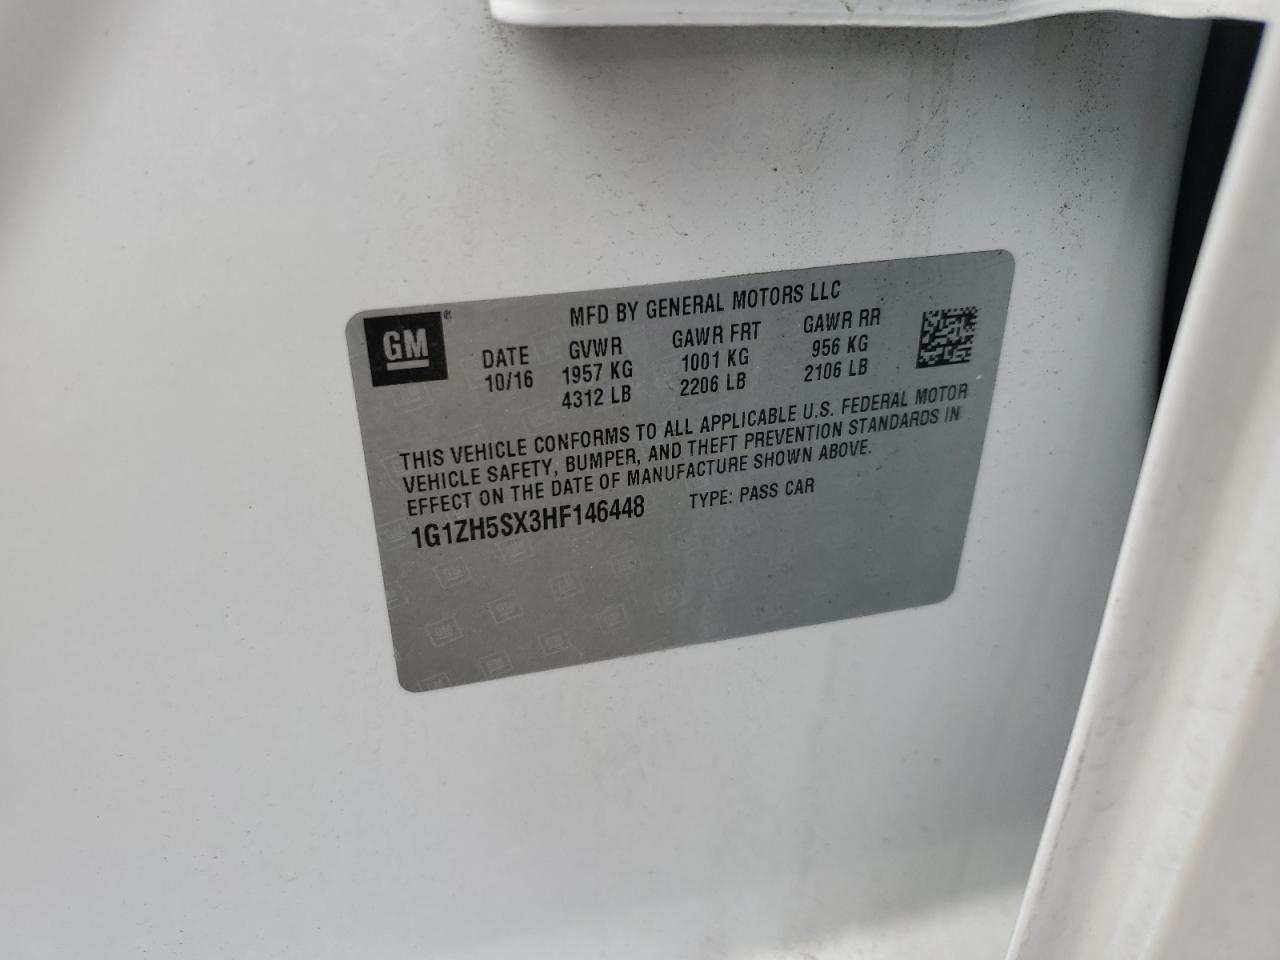 GM®
MFD BY GENERAL MOTORS LLC
DATE GVWR GAWR FRT GAWR RR
10/16 1957 KG 1001 KG 956 KG
4312 LB 2206 LB 2106 LB
THIS VEHICLE CONFORMS TO ALL APPLICABLE U.S. FEDERAL MOTOR
VEHICLE SAFETY, BUMPER, AND THEFT PREVENTION STANDARDS IN
EFFECT ON THE DATE OF MANUFACTURE SHOWN ABOVE.
1G1ZH5SX3HF146448 TYPE: PASS CAR